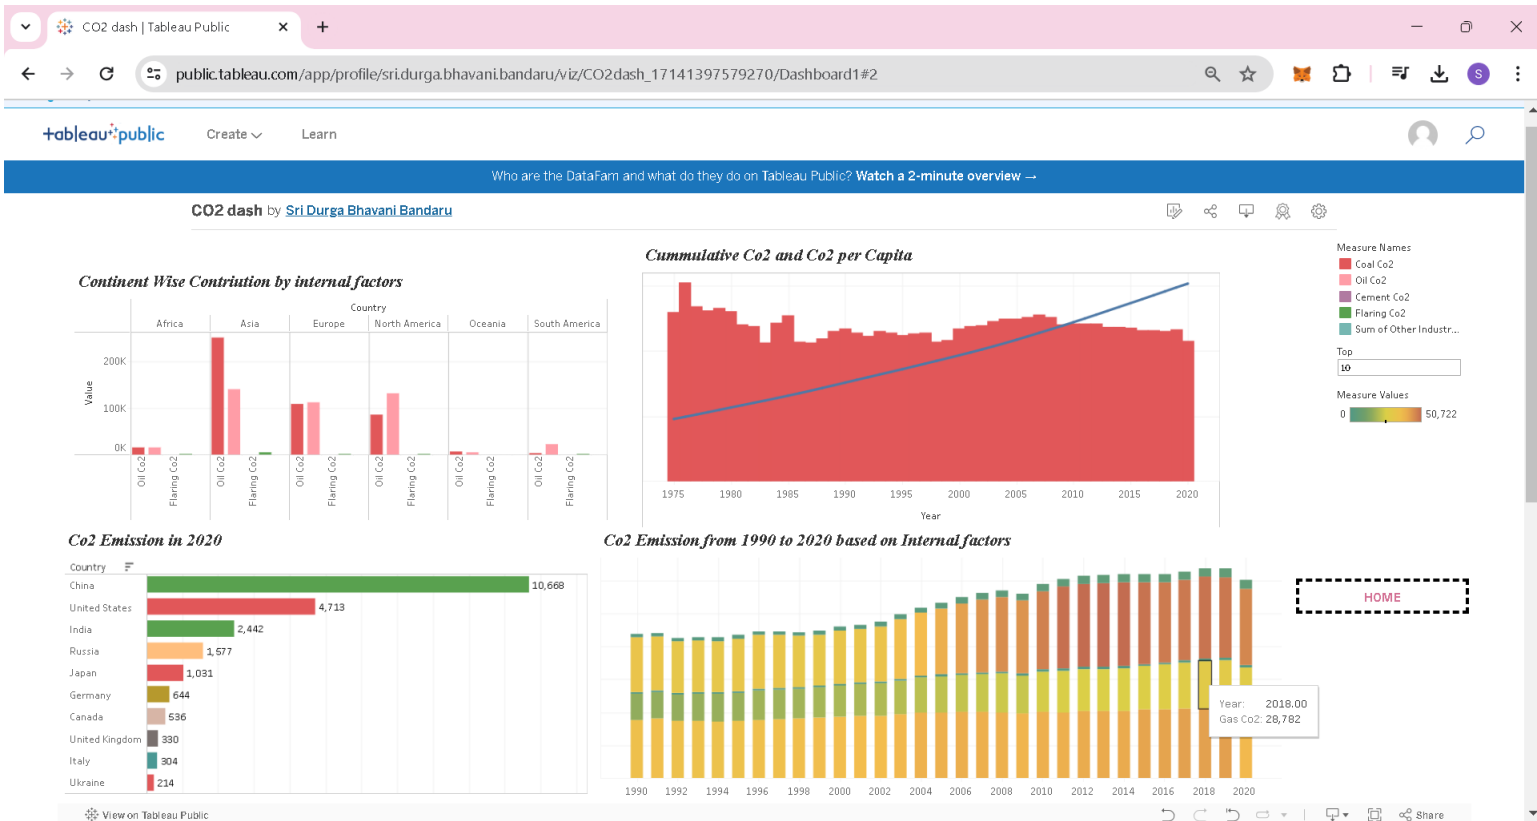 CO2 dash | Tableau Public
public.tableau.com/app/profile/sri.durga.bhavani.bandaru/viz/CO2dash_17141397579270/Dashboard1#2
S
+ableau public
Create
Learn
Who are the DataFam and what do they do on Tableau Public? Watch a 2-minute overview →
CO2 dash by Sri Durga Bhavani Bandaru
Continent Wise Contriution by internal factors
Country
Africa Asia Europe North America Oceania South America
Value
200K
100K
0K
Oil Co2 Flaring Co2 Oil Co2 Flaring Co2 Oil Co2 Flaring Co2 Oil Co2 Flaring Co2 Oil Co2 Flaring Co2 Oil Co2 Flaring Co2
Cummulative Co2 and Co2 per Capita
1975 1980 1985 1990 1995 2000 2005 2010 2015 2020
Year
Measure Names
Coal Co2
Oil Co2
Cement Co2
Flaring Co2
Sum of Other Industr...
Top
10
Measure Values
0 50,722
Co2 Emission in 2020
Country
China 10,668
United States 4,713
India 2,442
Russia 1,577
Japan 1,031
Germany 644
Canada 536
United Kingdom 330
Italy 304
Ukraine 214
Co2 Emission from 1990 to 2020 based on Internal factors
Year: 2018.00
Gas Co2: 28,782
1990 1992 1994 1996 1998 2000 2002 2004 2006 2008 2010 2012 2014 2016 2018 2020
HOME
View on Tableau Public
Share